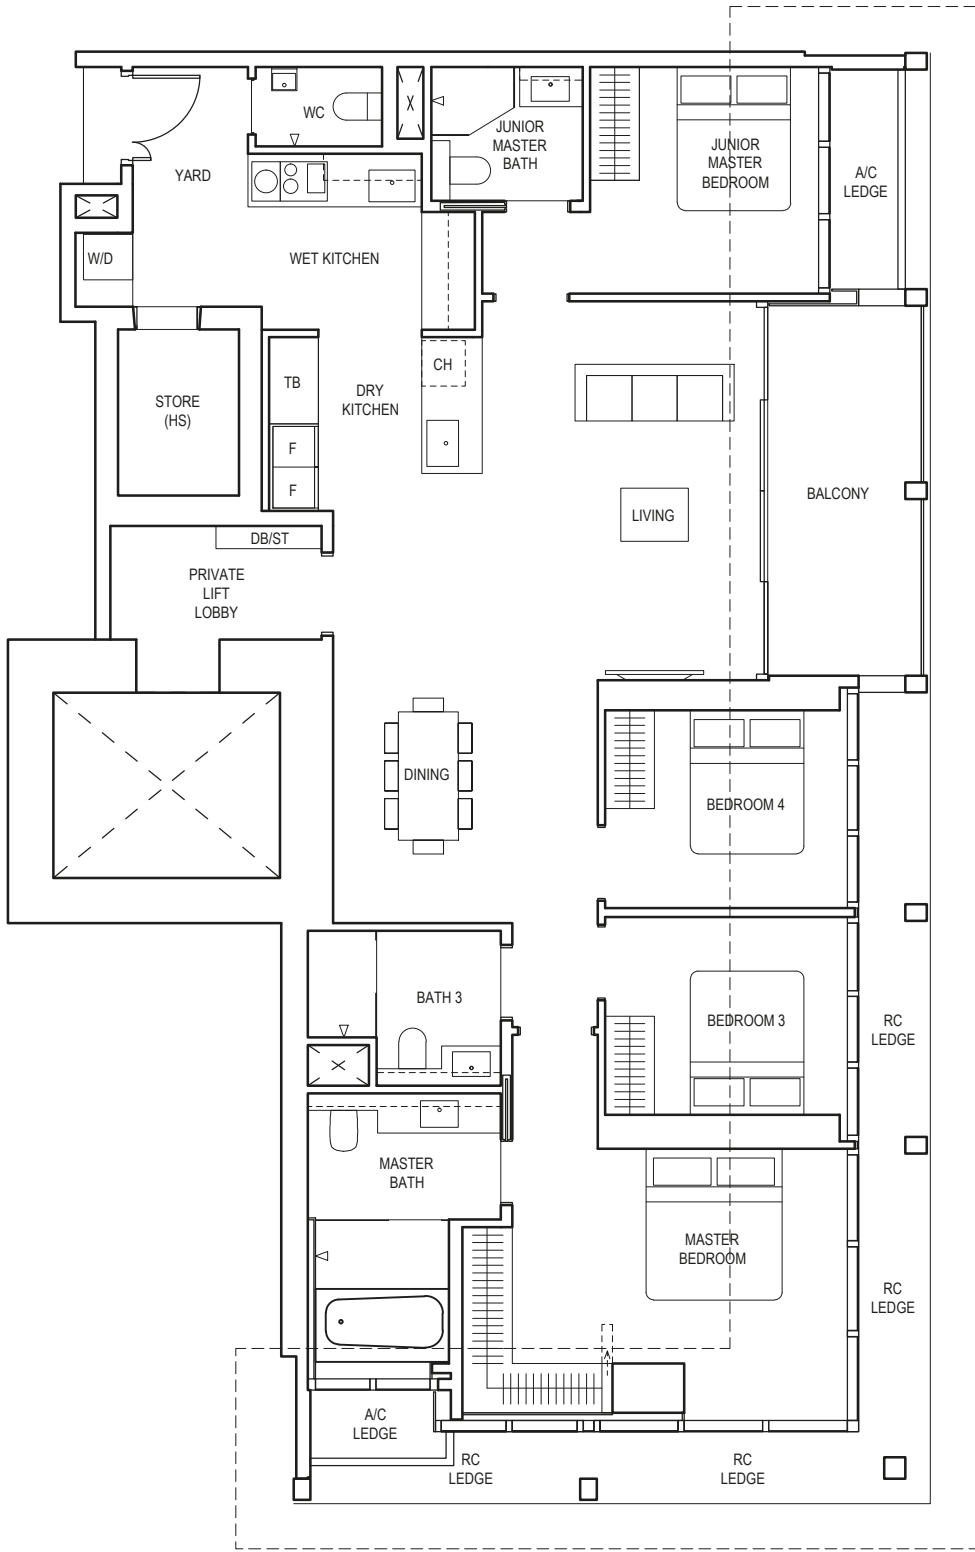 WC
JUNIOR
MASTER
BATH
JUNIOR
MASTER
BEDROOM
A/C
LEDGE
YARD
W/D
WET KITCHEN
STORE
(HS)
TB
F
F
DRY
KITCHEN
CH
LIVING
BALCONY
DB/ST
PRIVATE
LIFT
LOBBY
DINING
BEDROOM 4
BATH 3
BEDROOM 3
RC
LEDGE
MASTER
BATH
MASTER
BEDROOM
RC
LEDGE
A/C
LEDGE
RC
LEDGE
RC
LEDGE